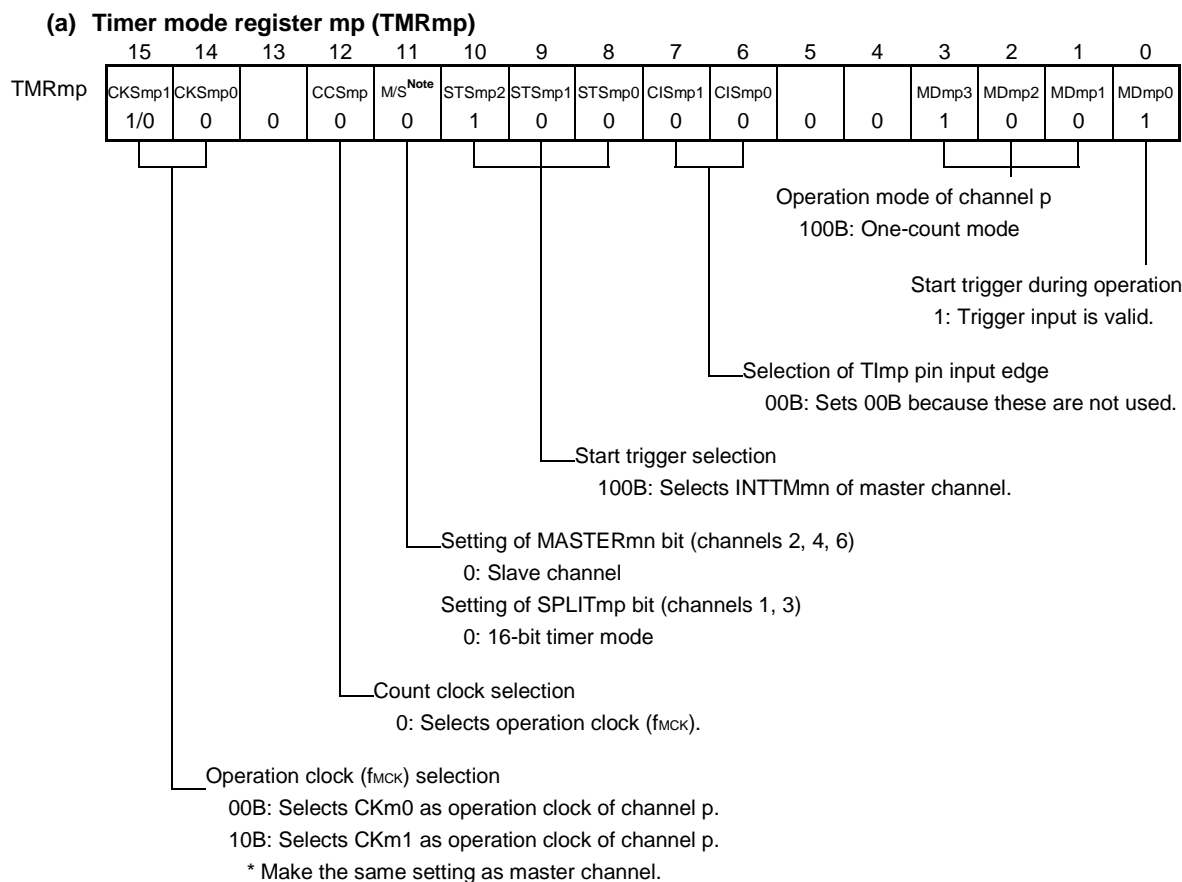 (a) Timer mode register mp (TMRmp)
15 14 13 12 11 10 9 8 7 6 5 4 3 2 1 0
TMRmp CKSmp1 CKSmp0 CCSmp M/S Note STSmp2 STSmp1 STSmp0 CISmp1 CISmp0 MDmp3 MDmp2 MDmp1 MDmp0
1/0 0 0 0 0 1 0 0 0 0 0 0 1 0 0 1
Operation mode of channel p
100B: One-count mode
Start trigger during operation
1: Trigger input is valid.
Selection of TImp pin input edge
00B: Sets 00B because these are not used.
Start trigger selection
100B: Selects INTTMmn of master channel.
Setting of MASTERmn bit (channels 2, 4, 6)
0: Slave channel
Setting of SPLITmp bit (channels 1, 3)
0: 16-bit timer mode
Count clock selection
0: Selects operation clock (fMCK).
Operation clock (fMCK) selection
00B: Selects CKm0 as operation clock of channel p.
10B: Selects CKm1 as operation clock of channel p.
* Make the same setting as master channel.